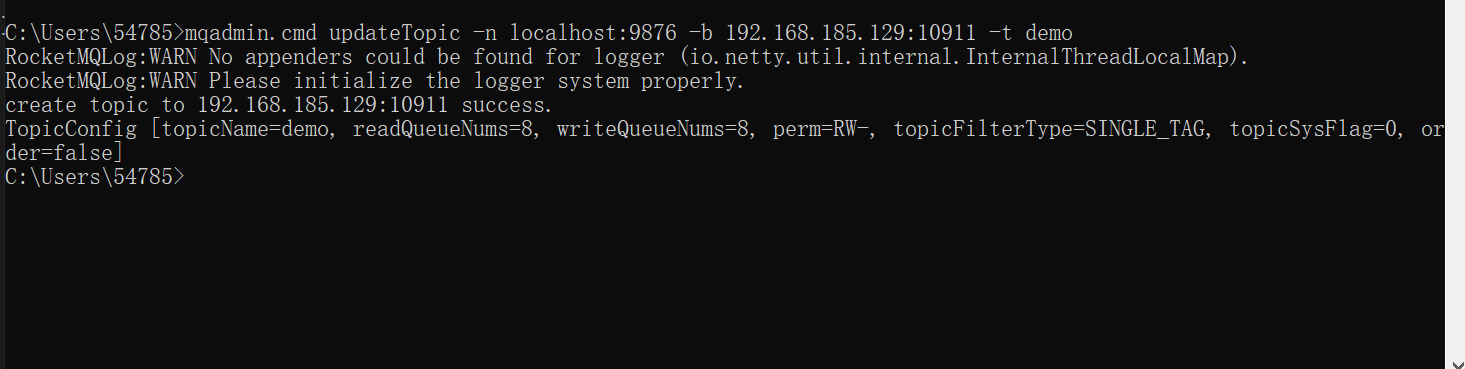 C:\Users\54785>mqadmin.cmd updateTopic -n localhost:9876 -b 192.168.185.129:10911 -t demo
RocketMQLog:WARN No appenders could be found for logger (io.netty.util.internal.InternalThreadLocalMap).
RocketMQLog:WARN Please initialize the logger system properly.
create topic to 192.168.185.129:10911 success.
TopicConfig [topicName=demo, readQueueNums=8, writeQueueNums=8, perm=RW-, topicFilterType=SINGLE_TAG, topicSysFlag=0, or
der=false]
C:\Users\54785>